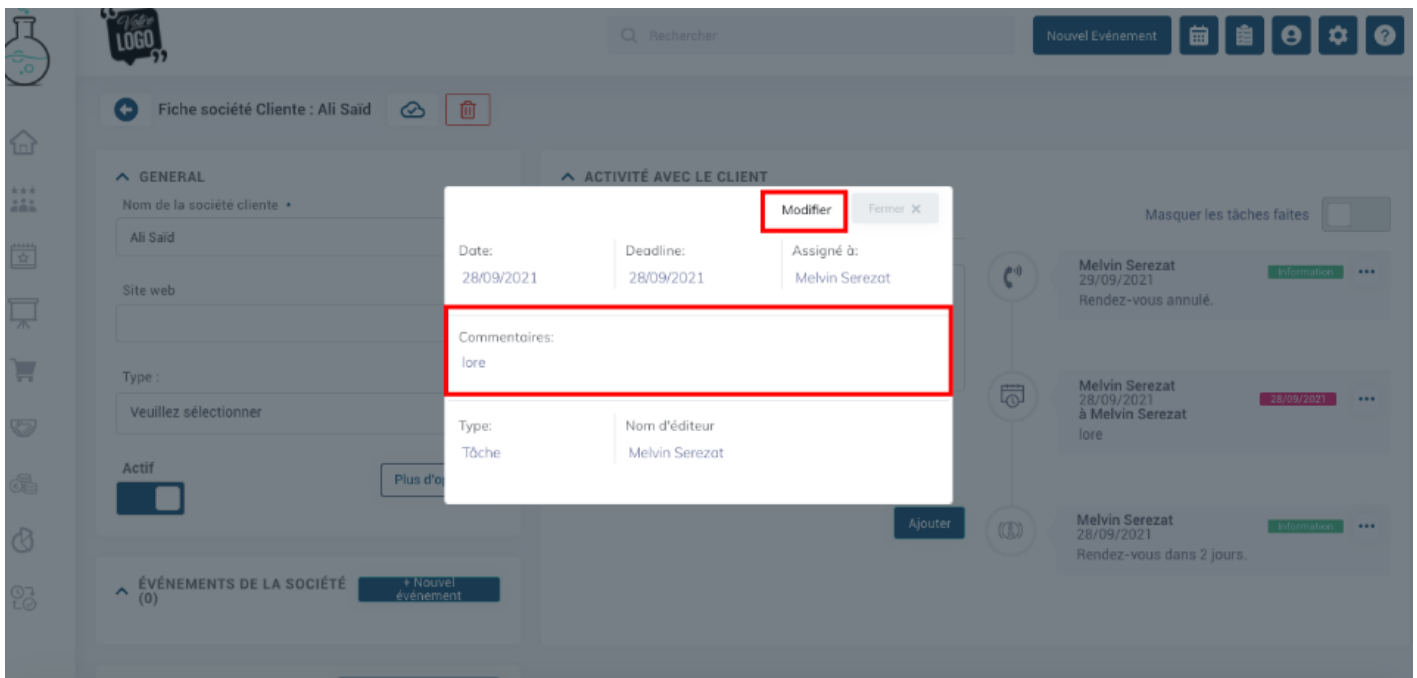 Votre
LOGO
Rechercher
Nouvel Evénement
Fiche société Cliente : Ali Saïd
GENERAL
Nom de la société cliente •
Ali Saïd
Site web
Type :
Veuillez sélectionner
Actif
ÉVÉNEMENTS DE LA SOCIÉTÉ
(0)
+ Nouvel
événement
ACTIVITÉ AVEC LE CLIENT
Modifier
Fermer X
Date:
28/09/2021
Deadline:
28/09/2021
Assigné à:
Melvin Serezat
Commentaires:
lore
Type:
Tâche
Nom d'éditeur
Melvin Serezat
Ajouter
Masquer les tâches faites
Melvin Serezat
29/09/2021
Rendez-vous annulé.
Information
Melvin Serezat
28/09/2021
à Melvin Serezat
lore
28/09/2021
Melvin Serezat
28/09/2021
Rendez-vous dans 2 jours.
Information